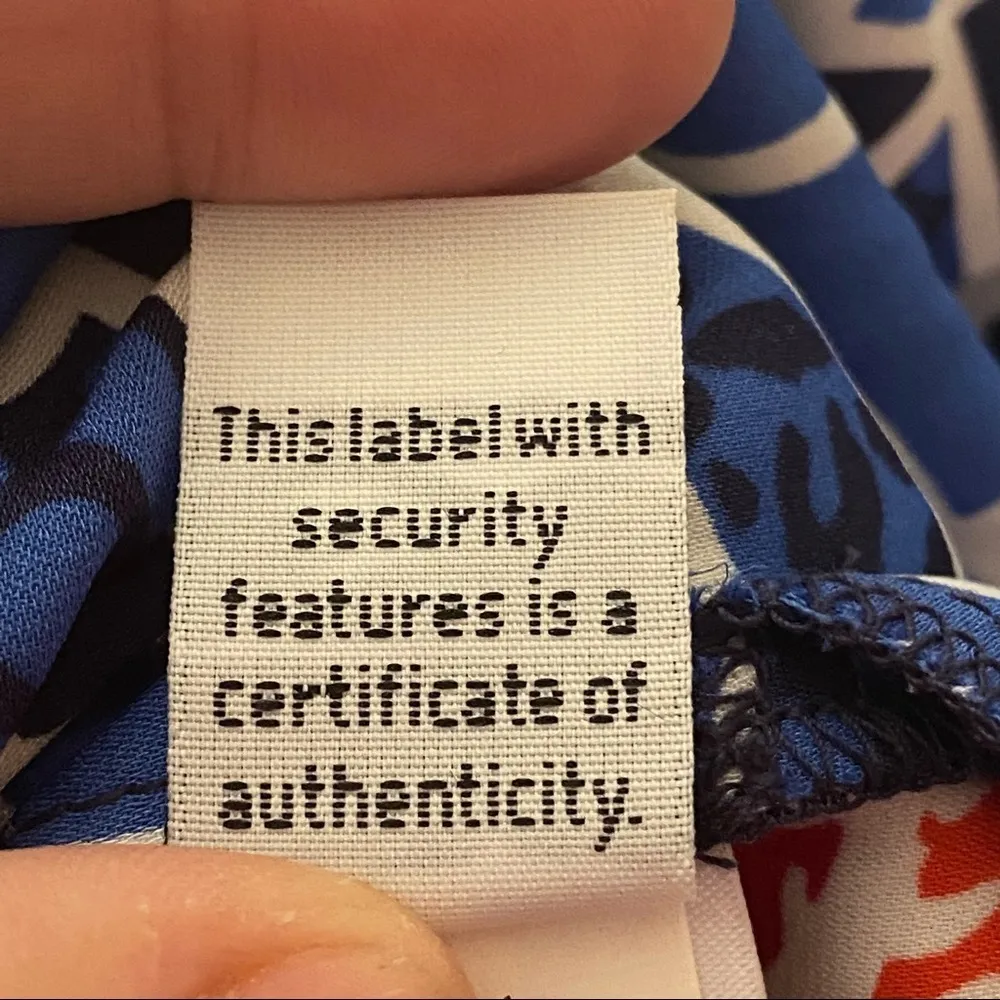 This label with
security
features is a
certificate of
authenticity.